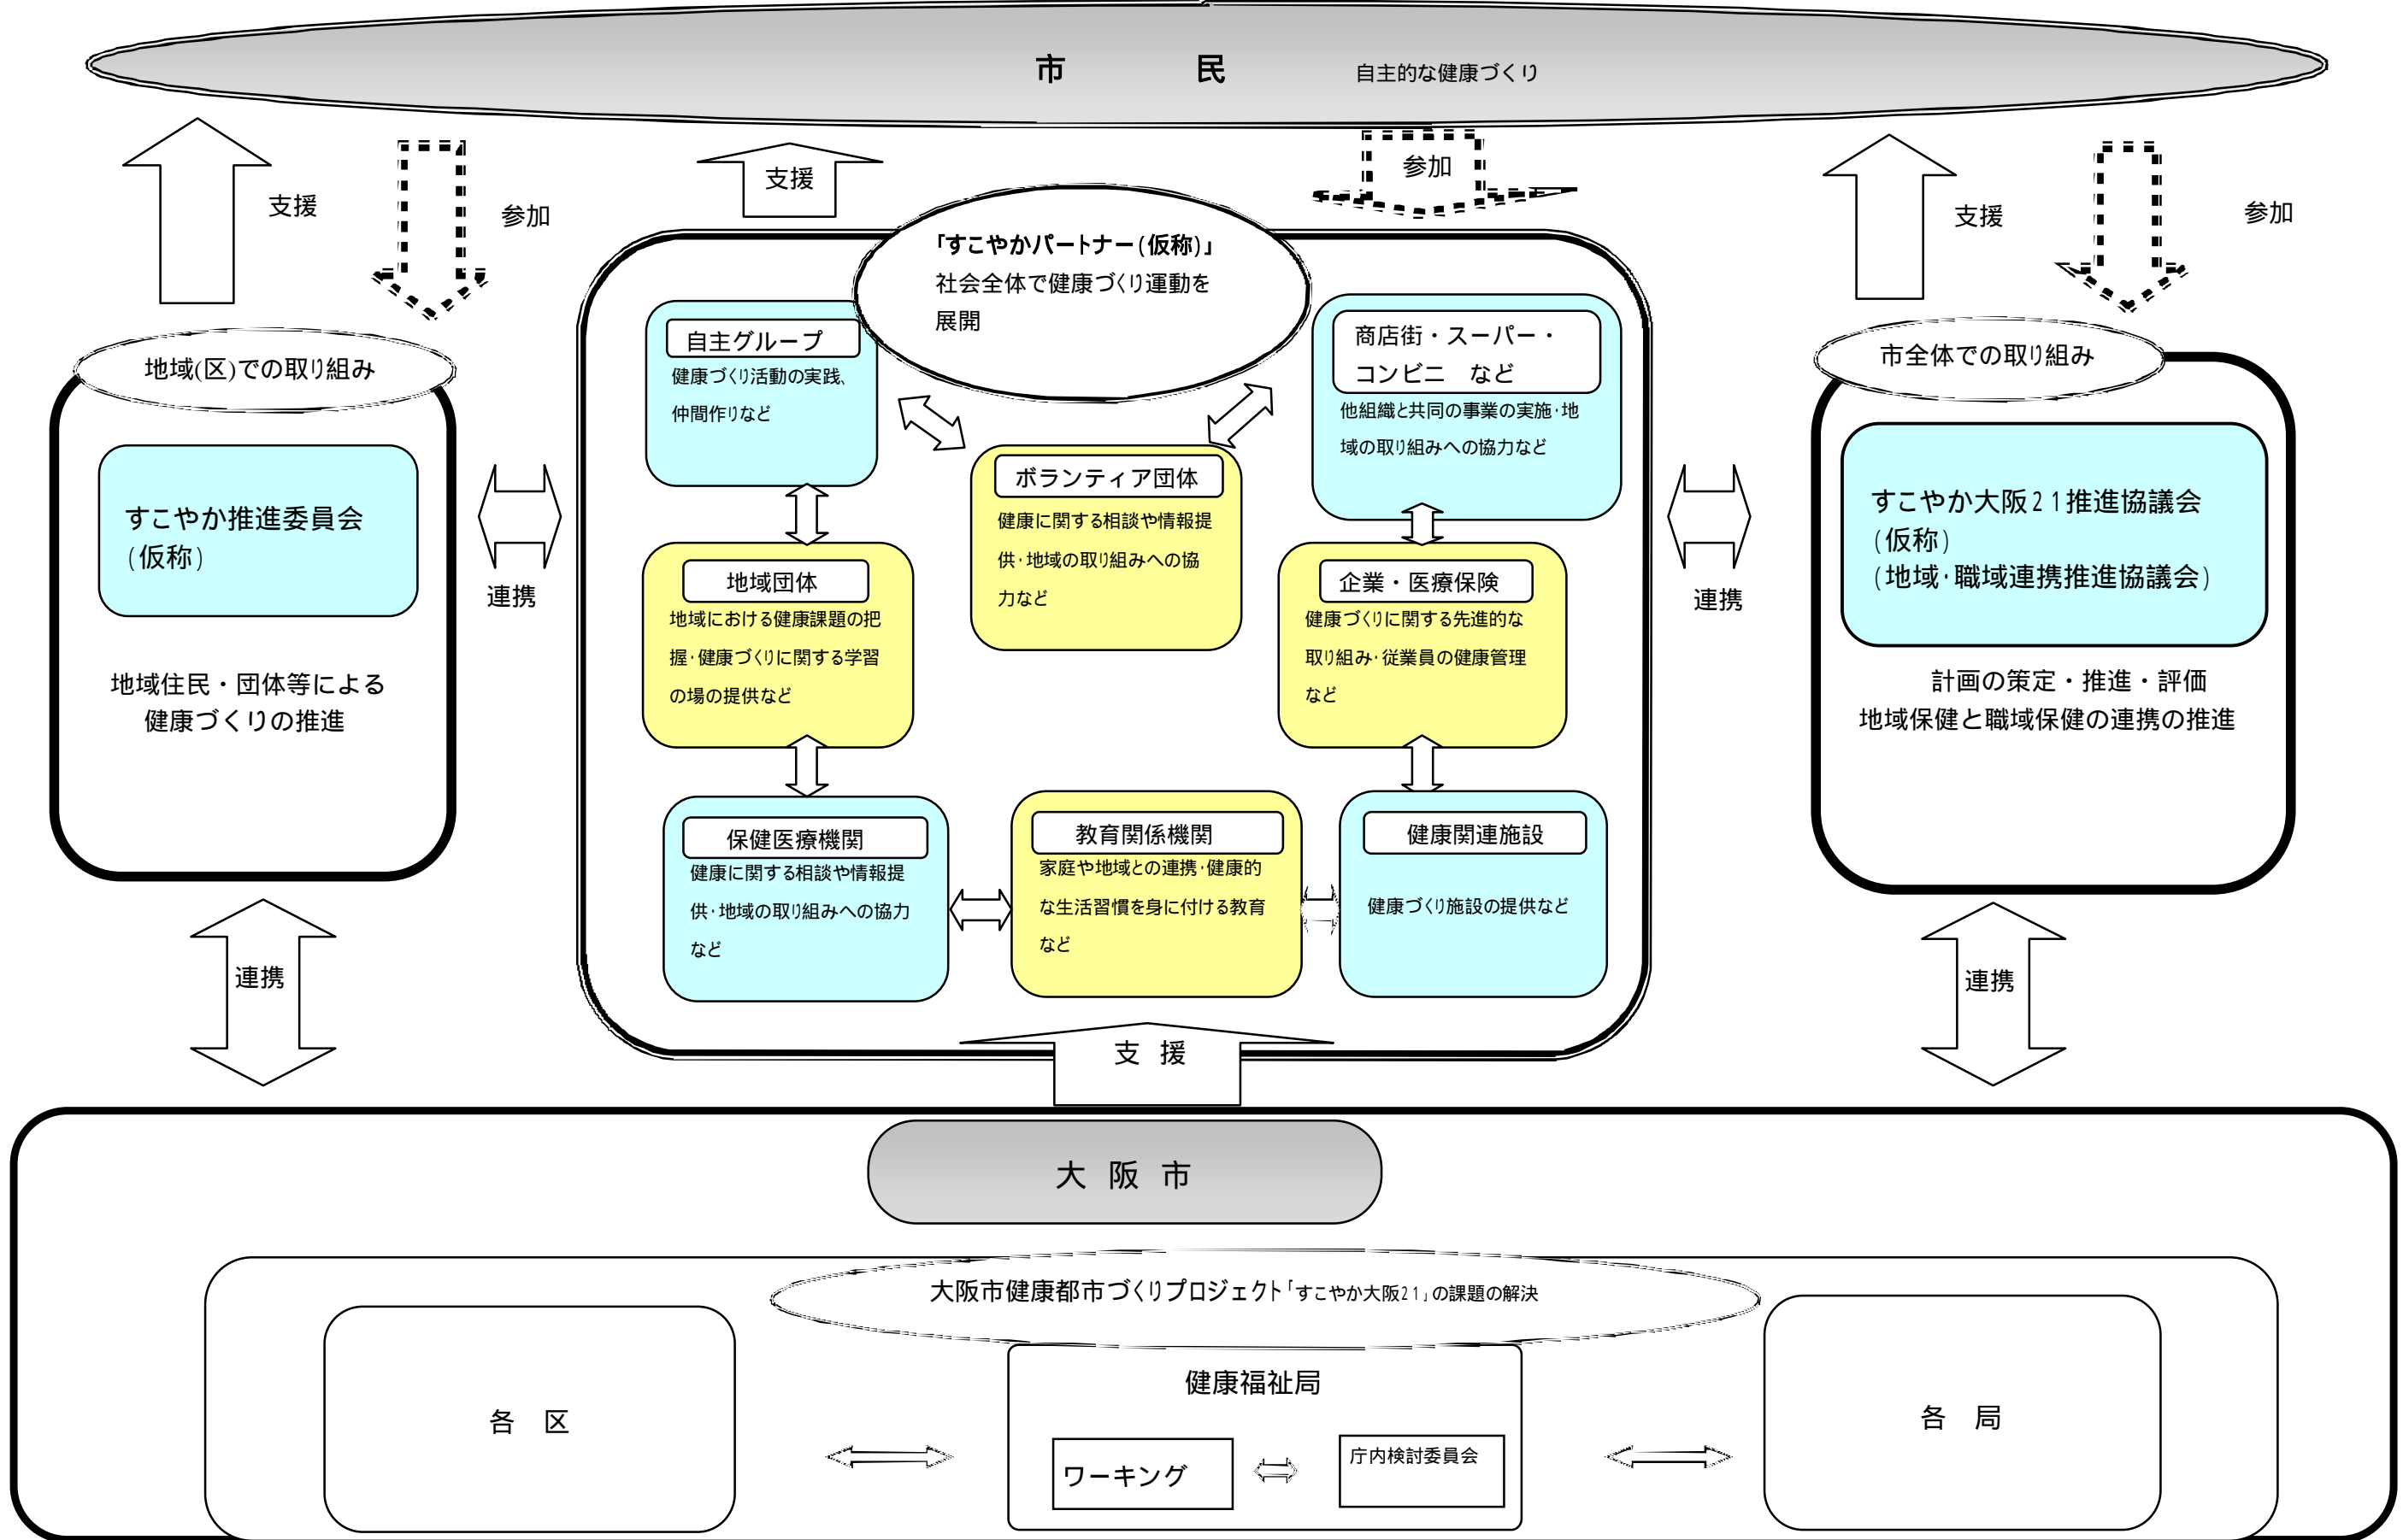 市　民　自主的な健康づくり
支援
参加
支援
参加
支援
参加
「すこやかパートナー(仮称)」
社会全体で健康づくり運動を
展開
地域(区)での取り組み
すこやか推進委員会
(仮称)
地域住民・団体等による
健康づくりの推進
連携
自主グループ
健康づくり活動の実践、
仲間作りなど
商店街・スーパー・
コンビニ　など
他組織と共同の事業の実施・地
域の取り組みへの協力など
ボランティア団体
健康に関する相談や情報提
供・地域の取り組みへの協
力など
地域団体
地域における健康課題の把
握・健康づくりに関する学習
の場の提供など
企業・医療保険
健康づくりに関する先進的な
取り組み・従業員の健康管理
など
保健医療機関
健康に関する相談や情報提
供・地域の取り組みへの協力
など
教育関係機関
家庭や地域との連携・健康的
な生活習慣を身に付ける教育
など
健康関連施設
健康づくり施設の提供など
連携
市全体での取り組み
すこやか大阪21推進協議会
(仮称)
(地域・職域連携推進協議会)
計画の策定・推進・評価
地域保健と職域保健の連携の推進
連携
支 援
連携
大 阪 市
大阪市健康都市づくりプロジェクト「すこやか大阪21」の課題の解決
各　区
健康福祉局
ワーキング
庁内検討委員会
各　局